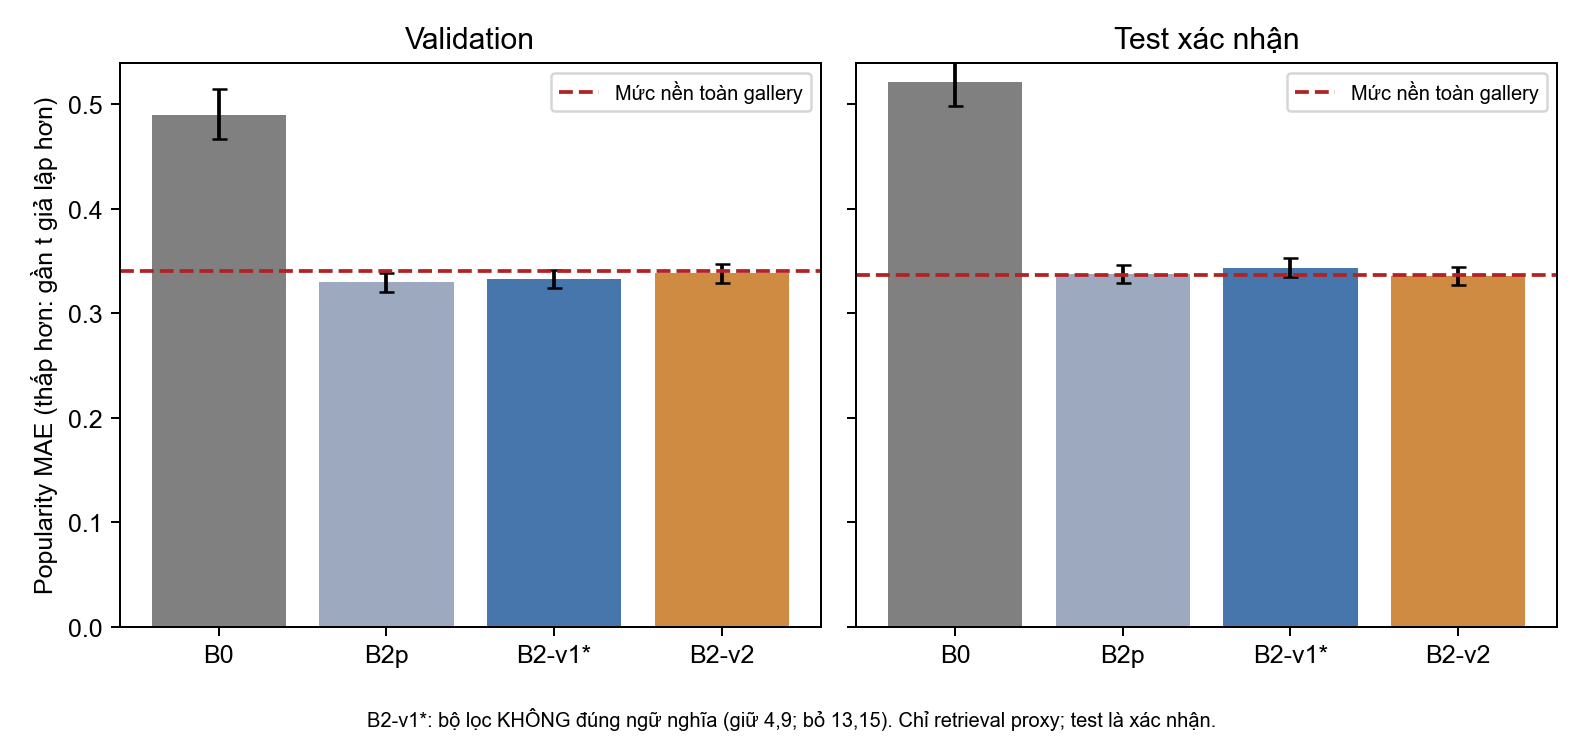 Validation
Test xác nhận
Popularity MAE (thấp hơn: gần t giả lập hơn)
0.5
0.4
0.3
0.2
0.1
0.0
Mức nền toàn gallery
Mức nền toàn gallery
B0
B2p
B2-v1*
B2-v2
B0
B2p
B2-v1*
B2-v2
B2-v1*: bộ lọc KHÔNG đúng ngữ nghĩa (giữ 4,9; bỏ 13,15). Chỉ retrieval proxy; test là xác nhận.